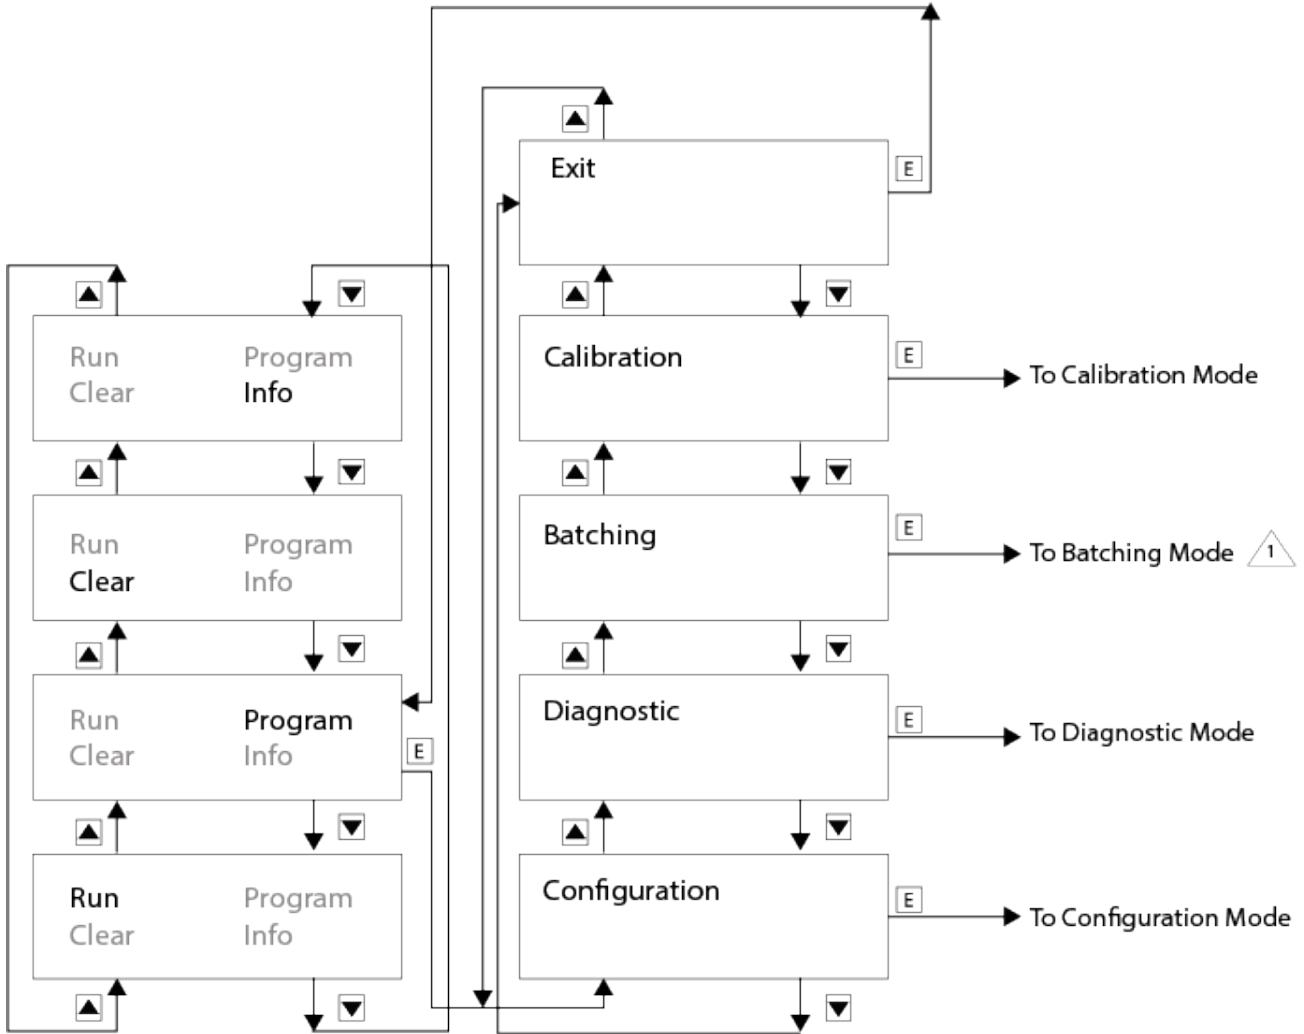 Exit
E
Run Program
Clear Info
Calibration
E
To Calibration Mode
Run Program
Clear Info
Batching
E
To Batching Mode 1
Run Program
Clear Info
E
Diagnostic
E
To Diagnostic Mode
Run Program
Clear Info
Configuration
E
To Configuration Mode